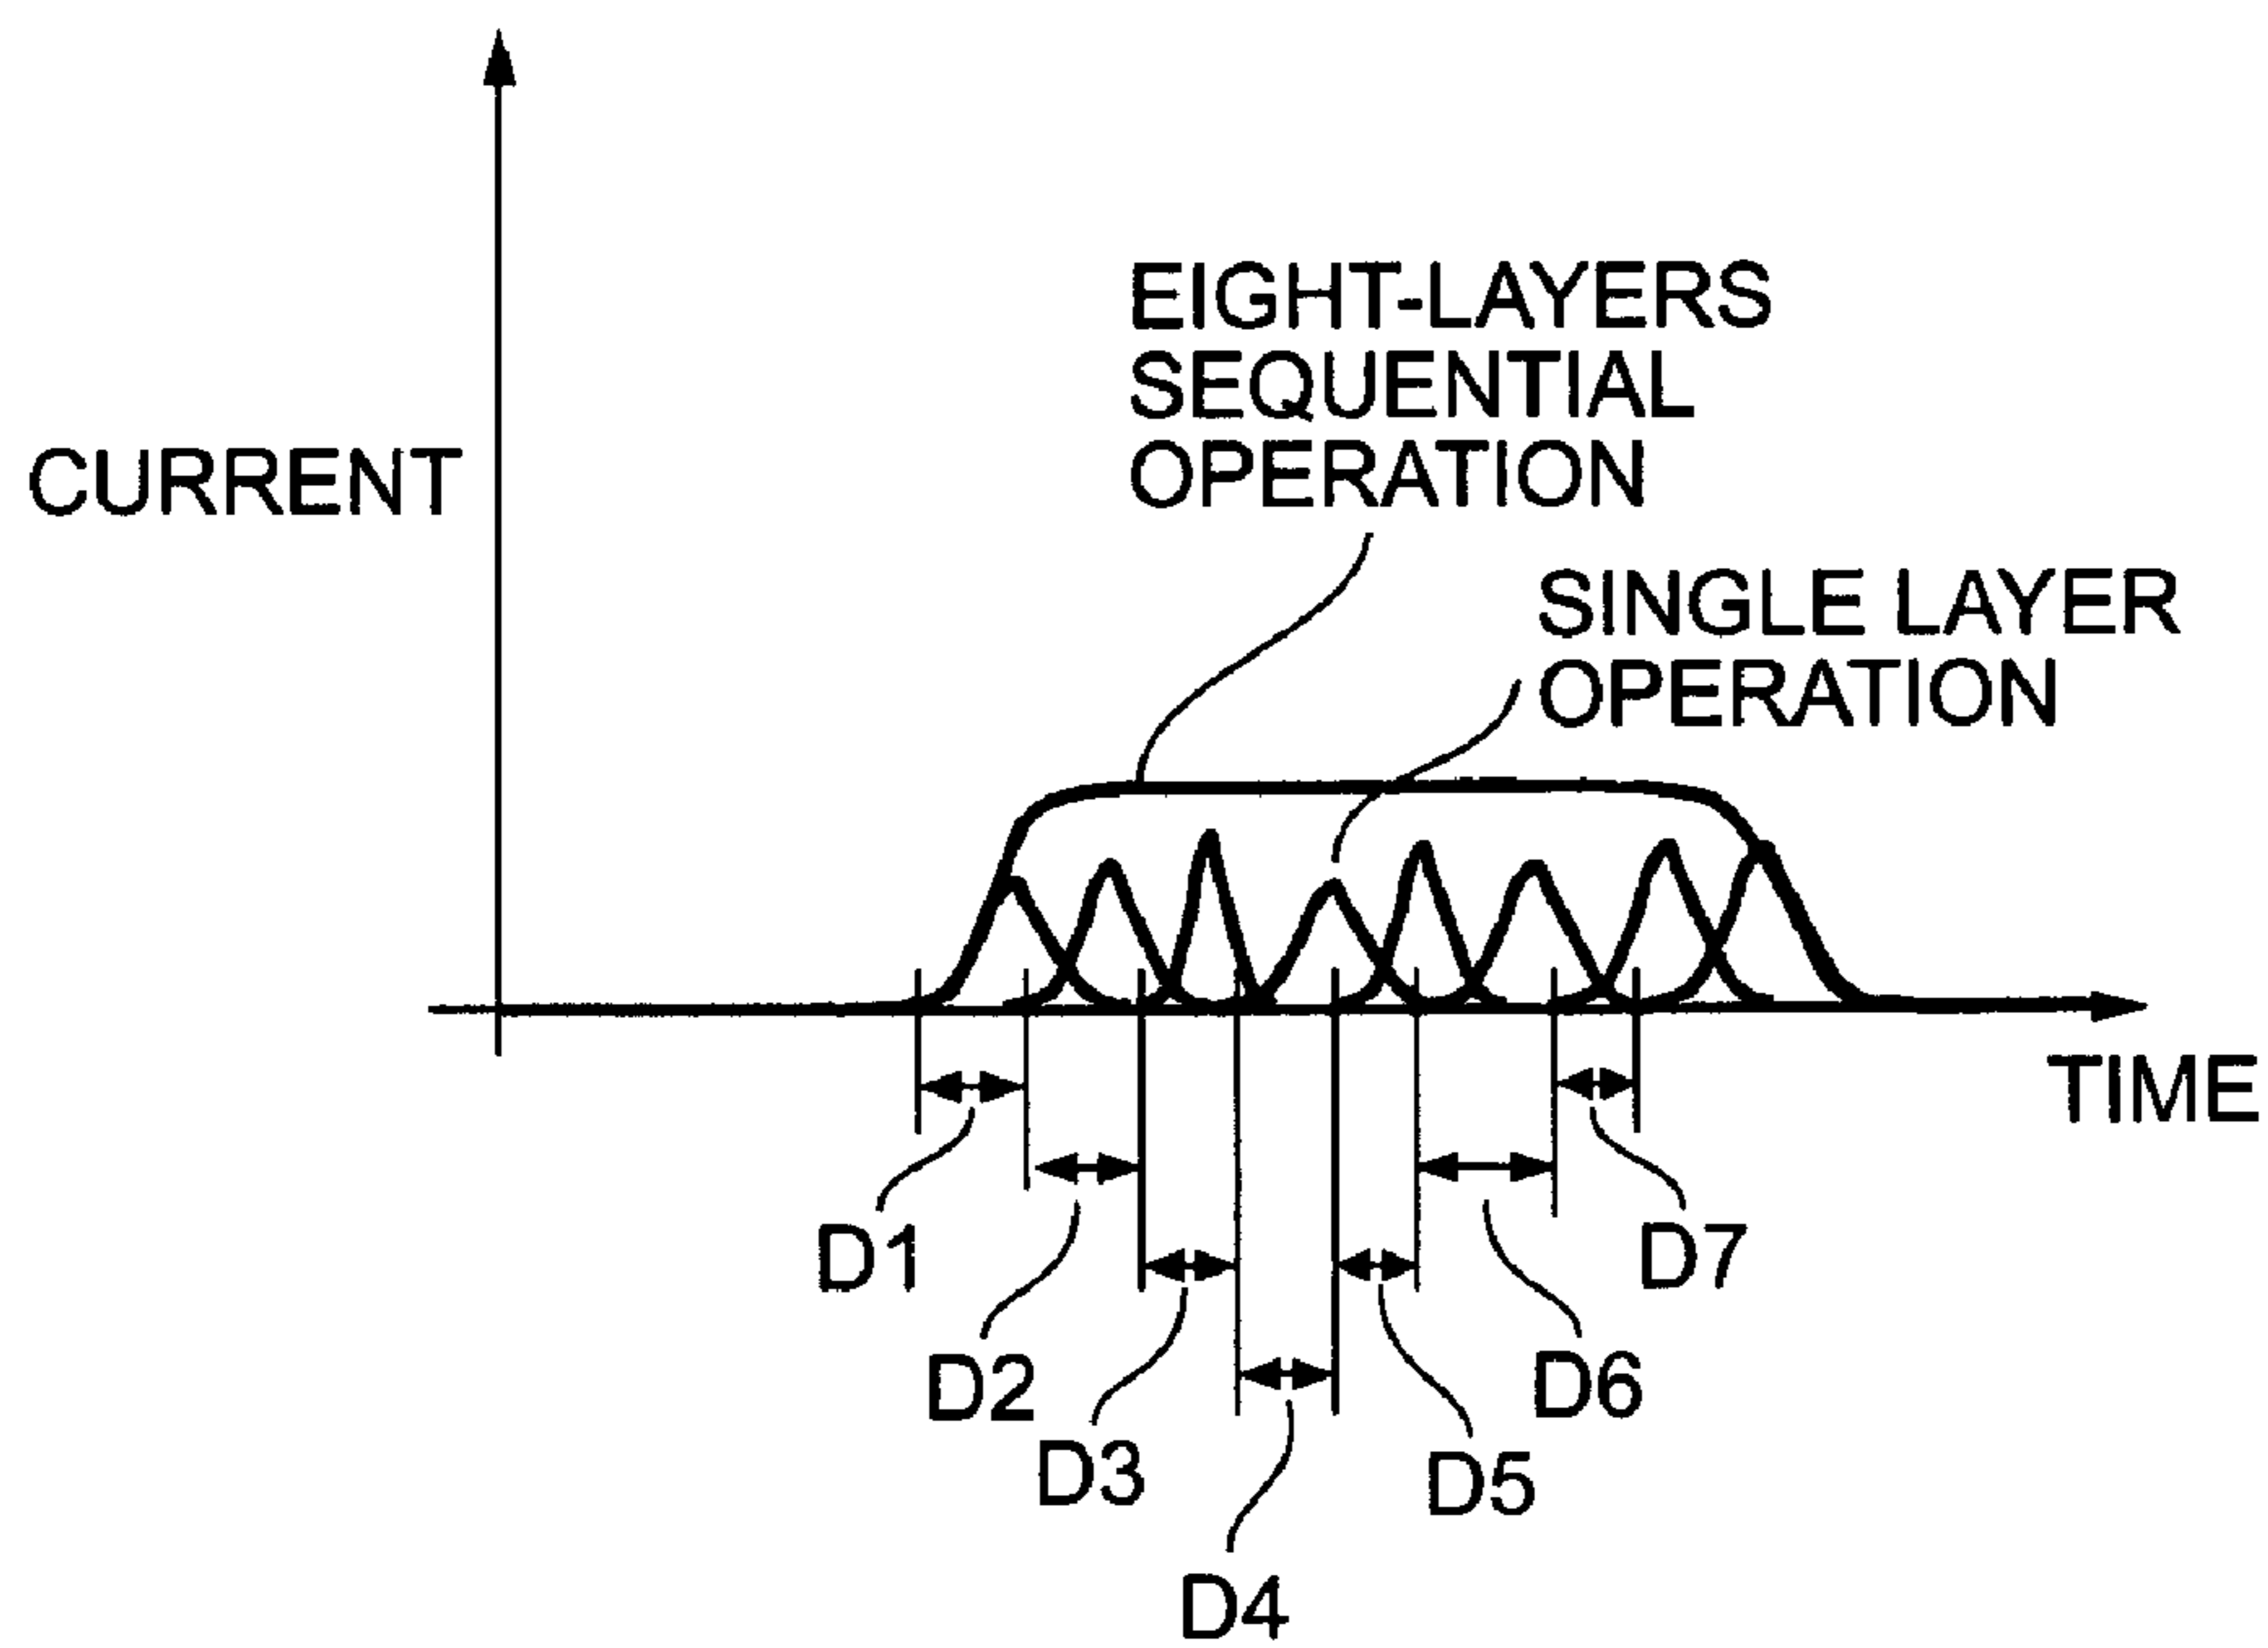 EIGHT-LAYERS
SEQUENTIAL
OPERATION
CURRENT
SINGLE LAYER
OPERATION
TIME
D1
D7
D2
D6
D3
D5
D4